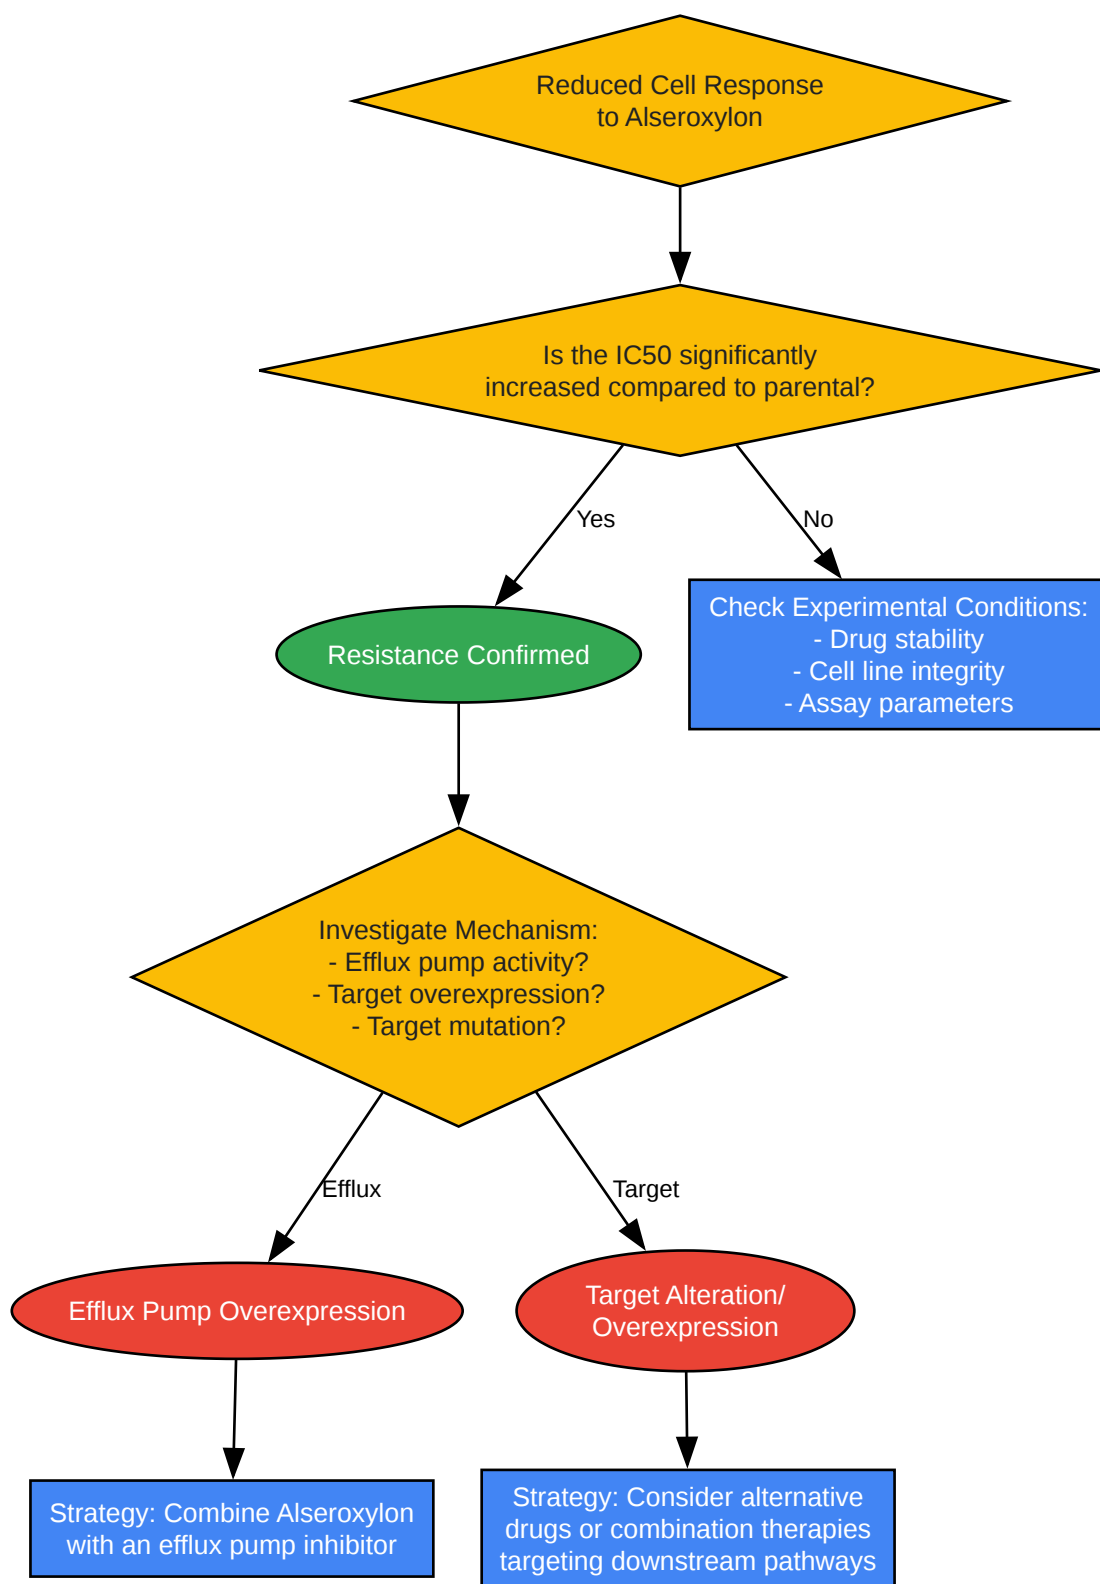 Reduced Cell Response
to Alseroxylon
Is the IC50 significantly
increased compared to parental?
Yes
No
Resistance Confirmed
Check Experimental Conditions:
- Drug stability
- Cell line integrity
- Assay parameters
Investigate Mechanism:
- Efflux pump activity?
- Target overexpression?
- Target mutation?
Efflux
Target
Efflux Pump Overexpression
Target Alteration/
Overexpression
Strategy: Combine Alseroxylon
with an efflux pump inhibitor
Strategy: Consider alternative
drugs or combination therapies
targeting downstream pathways